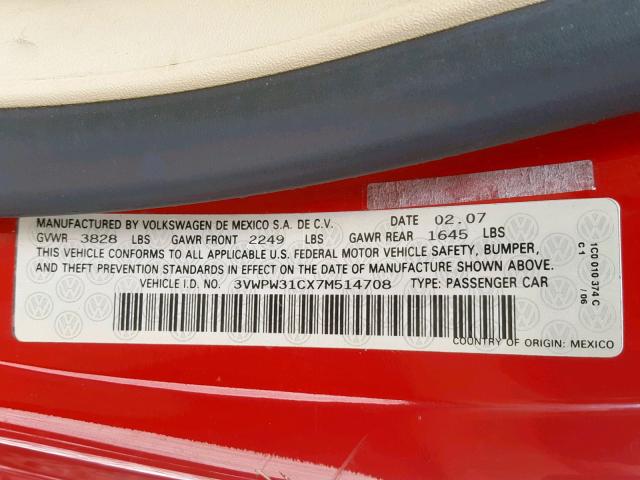 MANUFACTURED BY VOLKSWAGEN DE MEXICO S.A. DE C.V. DATE 02.07
GVWR 3828 LBS GAWR FRONT 2249 LBS GAWR REAR 1645 LBS
THIS VEHICLE CONFORMS TO ALL APPLICABLE U.S. FEDERAL MOTOR VEHICLE SAFETY, BUMPER,
AND THEFT PREVENTION STANDARDS IN EFFECT ON THE DATE OF MANUFACTURE SHOWN ABOVE.
VEHICLE I.D. NO. 3VWPW31CX7M514708 TYPE: PASSENGER CAR
COUNTRY OF ORIGIN: MEXICO
1C0 010 374 C
C1 / 06